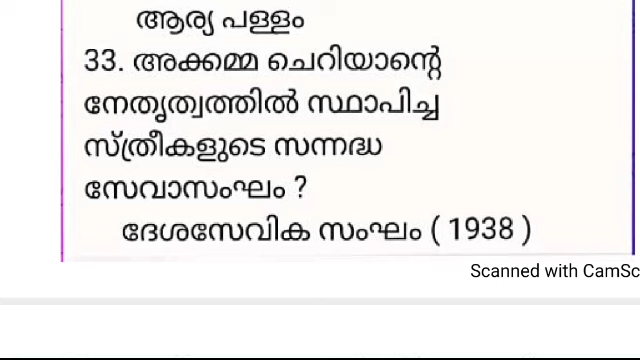 ആര്യ പള്ളം
33. അക്കമ്മ ചെറിയാന്റെ
നേതൃത്വത്തിൽ സ്ഥാപിച്ച
സ്ത്രീകളുടെ സന്നദ്ധ
സേവാസംഘം ?
ദേശസേവിക സംഘം ( 1938 )
Scanned with CamSc